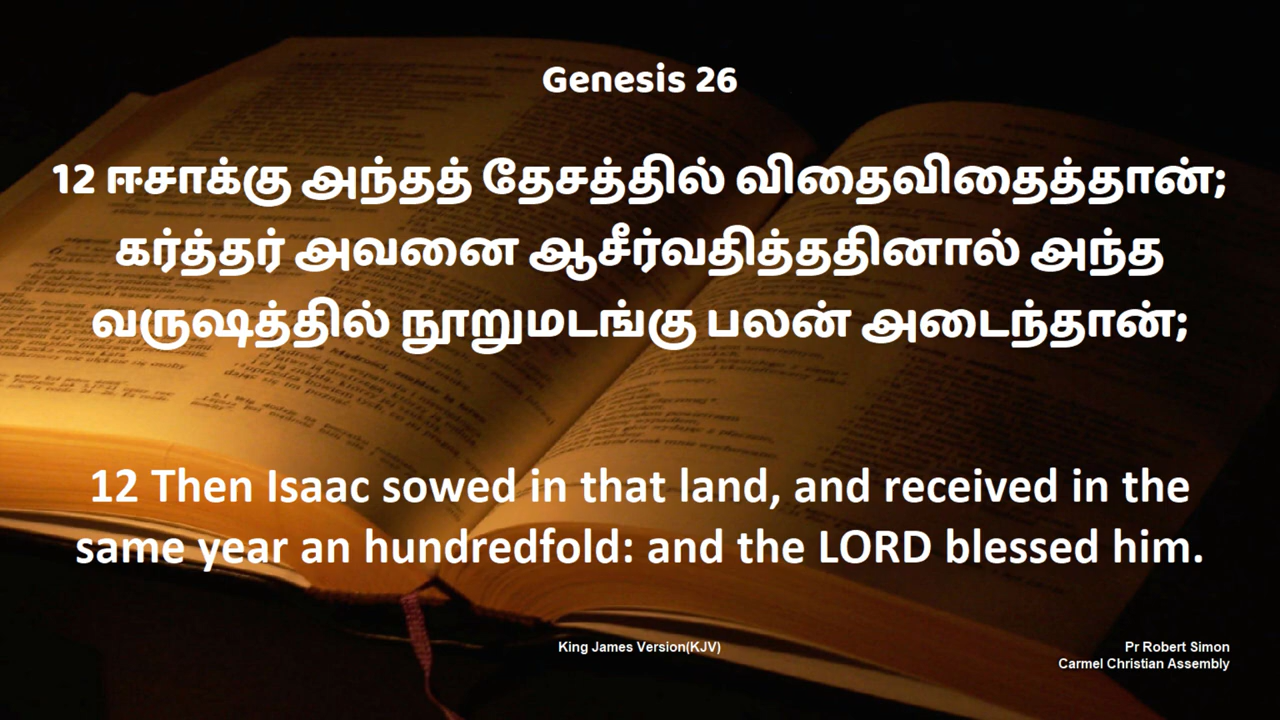 Genesis 26
12 ஈசாக்கு அந்தத் தேசத்தில் விதைவிதைத்தான்;
கர்த்தர் அவனை ஆசீர்வதித்ததினால் அந்த
வருஷத்தில் நூறுமடங்கு பலன் அடைந்தான்;
12 Then Isaac sowed in that land, and received in the
same year an hundredfold: and the LORD blessed him.
King James Version(KJV)
Pr Robert Simon
Carmel Christian Assembly